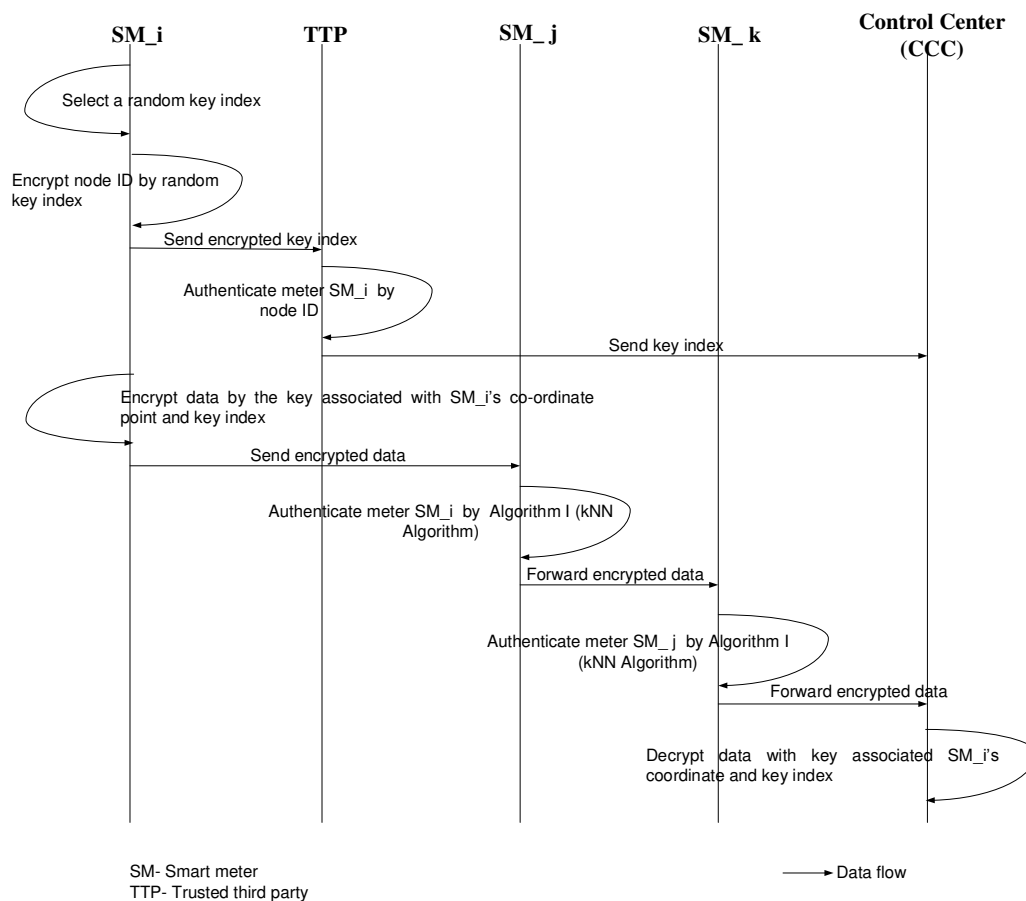 SM_i
TTP
SM_ j
SM_ k
Control Center
(CCC)
Select a random key index
Encrypt node ID by random
key index
Send encrypted key index
Authenticate meter SM_i by
node ID
Send key index
Encrypt data by the key associated with SM_i's co-ordinate
point and key index
Send encrypted data
Authenticate meter SM_i by Algorithm I (kNN
Algorithm)
Forward encrypted data
Authenticate meter SM_ j by Algorithm I
(kNN Algorithm)
Forward encrypted data
Decrypt data with key associated SM_i's
coordinate and key index
SM- Smart meter
TTP- Trusted third party
Data flow